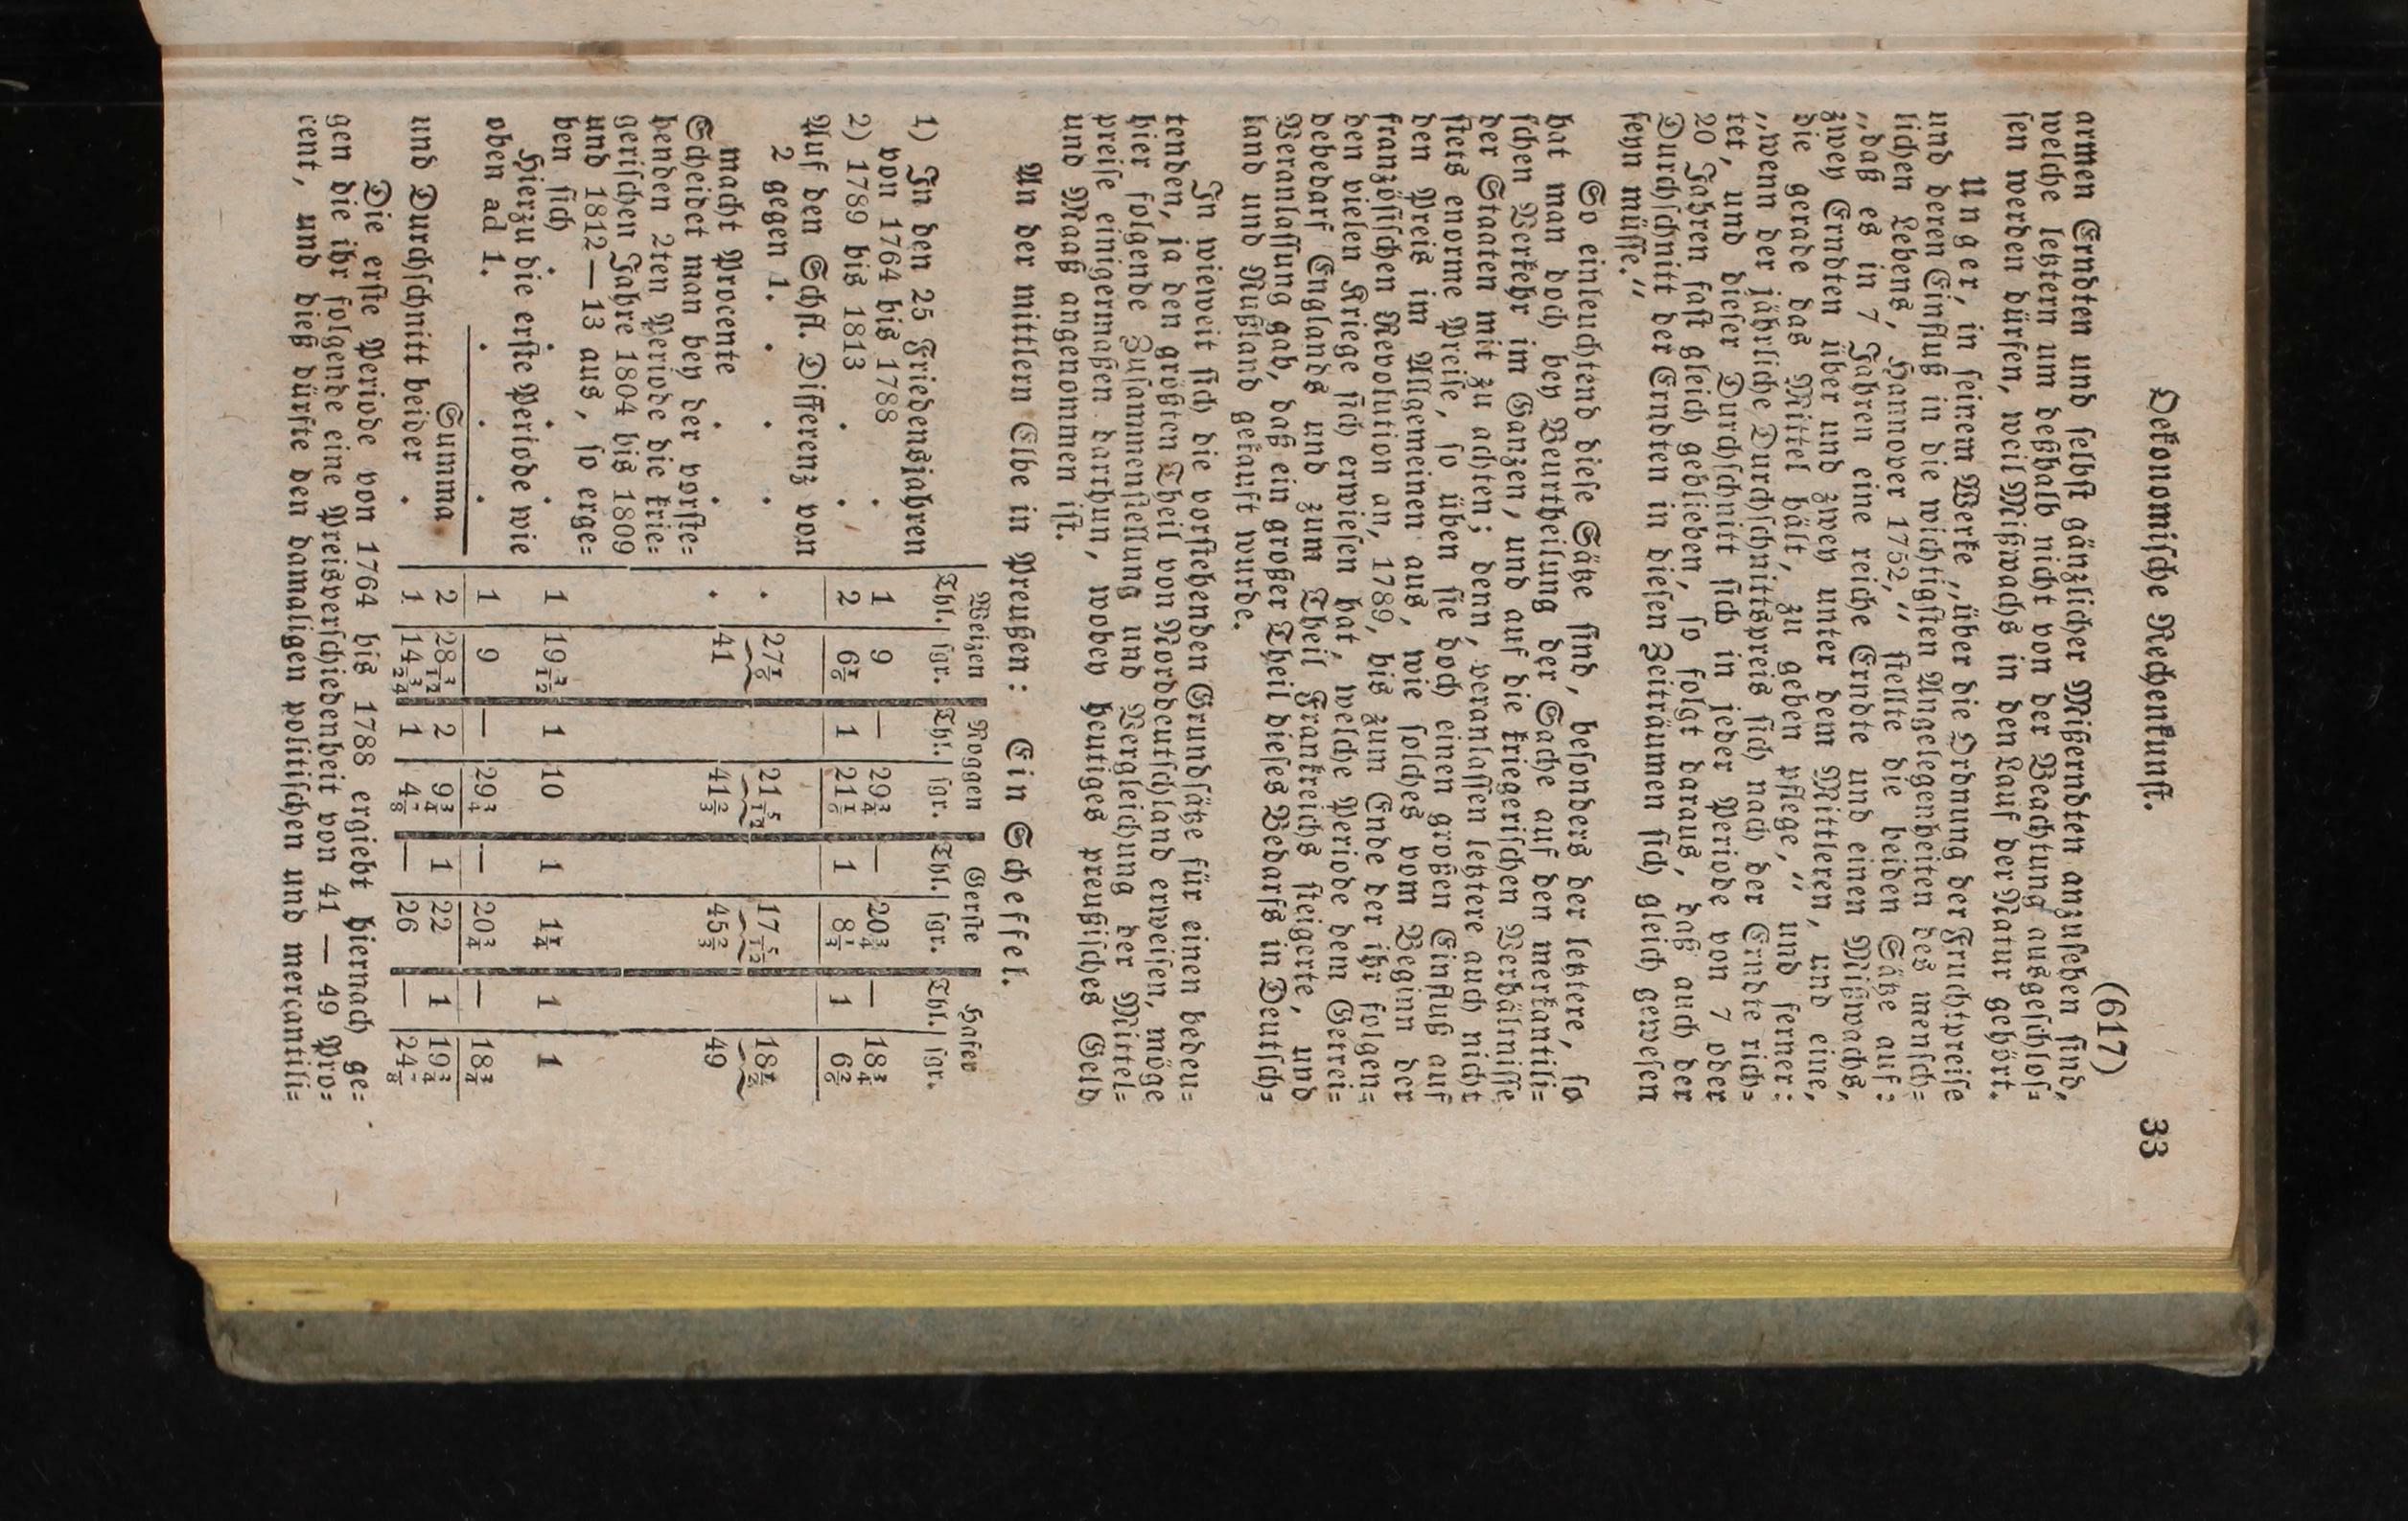 (617) 33
Oekonomische Rechenkunst.
armen Erndten und selbst gänzlicher Mißerndten anzusehen sind,
welche letztern um deßhalb nicht von der Beachtung ausgeschlos=
sen werden dürfen, weil Mißwachs in den Lauf der Natur gehört.
Unger, in seinem Werke „über die Ordnung der Fruchtpreise
und deren Einfluß in die wichtigsten Angelegenheiten des mensch=
lichen Lebens, Hannover 1752,“ stellte die beiden Sätze auf:
„daß es in 7 Jahren eine reiche Erndte und einen Mißwachs,
zwey Erndten über und zwey unter dem Mittleren, und eine,
die gerade das Mittel hält, zu geben pflege,“ und ferner:
„wenn der jährliche Durchschnittspreis sich nach der Erndte rich=
tet, und dieser Durchschnitt sich in jeder Periode von 7 oder
20 Jahren fast gleich geblieben, so folgt daraus, daß auch der
Durchschnitt der Erndten in diesen Zeiträumen sich gleich gewesen
seyn müsse.“
So einleuchtend diese Sätze sind, besonders der letztere, so
hat man doch bey Beurtheilung der Sache auf den merkantili=
schen Verkehr im Ganzen, und auf die kriegerischen Verhältnisse
der Staaten mit zu achten; denn, veranlassen letztere auch nicht
stets enorme Preise, so üben sie doch einen großen Einfluß auf
den Preis im Allgemeinen aus, wie solches vom Beginn der
französischen Revolution an, 1789, bis zum Ende der ihr folgen=
den vielen Kriege sich erwiesen hat, welche Periode dem Getrei=
debedarf Englands und zum Theil Frankreichs steigerte, und
Veranlassung gab, daß ein großer Theil dieses Bedarfs in Deutsch=
land und Rußland gekauft wurde.
In wieweit sich die vorstehenden Grundsätze für einen bedeu=
tenden, ja den größten Theil von Norddeutschland erweisen, möge
hier folgende Zusammenstellung und Vergleichung der Mittel=
preise einigermaßen darthun, wobey heutiges preußisches Geld
und Maaß angenommen ist.
An der mittlern Elbe in Preußen: Ein Scheffel.
Weizen Roggen Gerste Hafer
Thl. sgr. Thl. sgr. Thl. sgr. Thl. sgr.
1) In den 25 Friedensjahren
von 1764 bis 1788 . 1 9 — 29¾ — 20¾ — 18¾
2) 1789 bis 1813 . . 2 6⅙ 1 21⅙ 1 8⅙ 1 6⅔
Auf den Schfl. Differenz von
2 gegen 1. . . . . 27⅙ 21 5/12 17 5/12 18½
macht Procente . . . 41 41⅔ 45⅔ 49
Scheidet man bey der vorste=
henden 2ten Periode die krie=
gerischen Jahre 1804 bis 1809
und 1812—13 aus, so erge=
ben sich . . . . 1 19 3/12 1 10 1 1¼ 1 1
Hierzu die erste Periode wie
oben ad 1. . . . 1 9 — 29¾ — 20¾ — 18¾
Summa 2 28 3/12 2 9¾ 1 22 1 19¾
und Durchschnitt beider . 1 14 3/24 1 4⅞ — 26 — 24⅞
Die erste Periode von 1764 bis 1788 ergiebt hiernach ge=
gen die ihr folgende eine Preisverschiedenheit von 41 — 49 Pro=
cent, und dieß dürfte den damaligen politischen und mercantili=